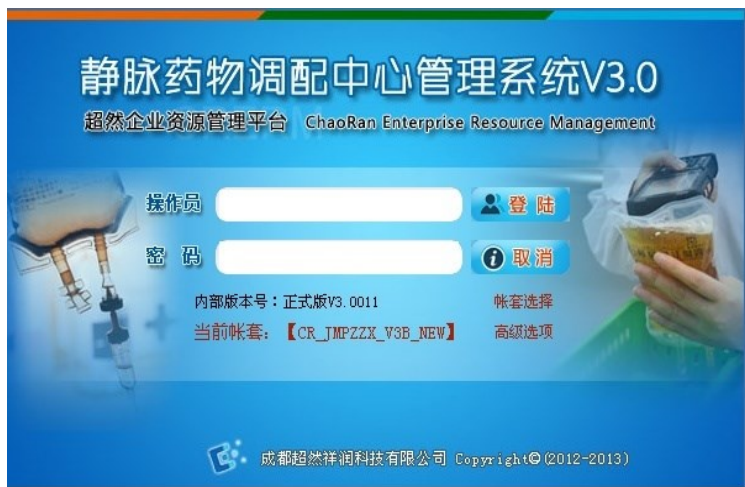 静脉药物调配中心管理系统V3.0
超然企业资源管理平台 ChaoRan Enterprise Resource Management
操作员 登 陆
密 码 取 消
内部版本号：正式版V3.0011 帐套选择
当前帐套：【CR_JMPZZX_V3B_NEW】 高级选项
成都超然祥润科技有限公司 Copyright©(2012-2013)